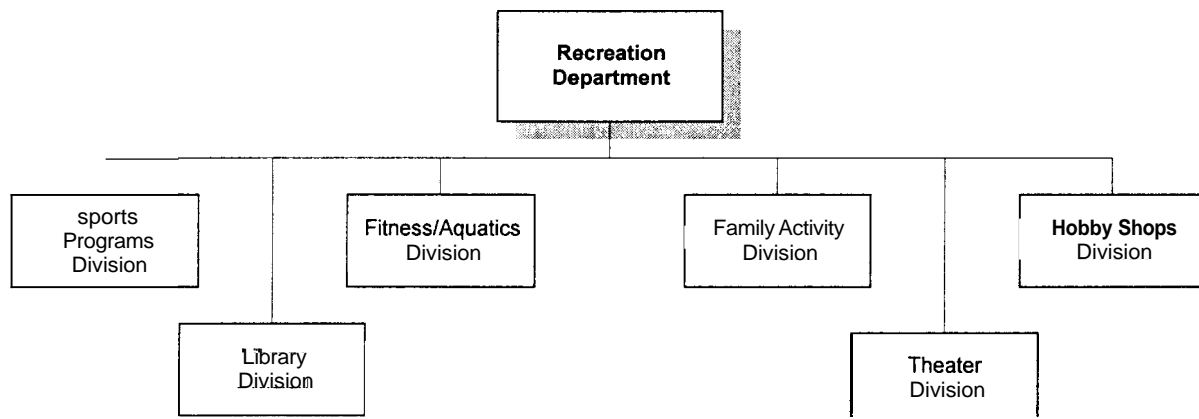 Recreation
Department
sports
Programs
Division
Fitness/Aquatics
Division
Family Activity
Division
Hobby Shops
Division
Library
Division
Theater
Division